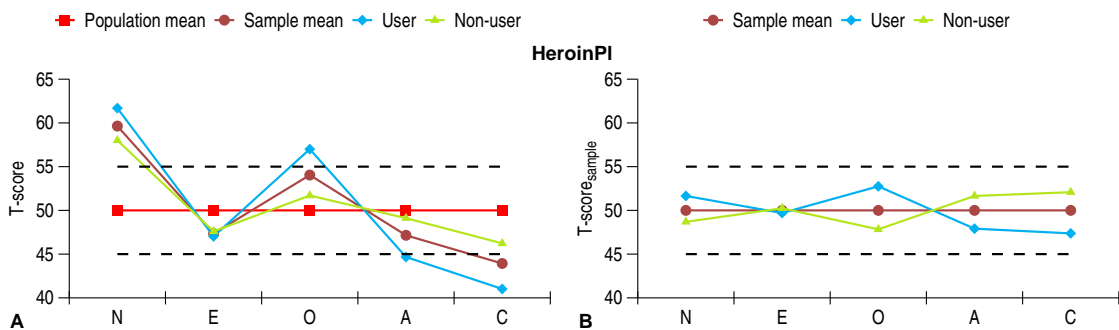 Population mean Sample mean User Non-user
Sample mean User Non-user
HeroinPl
T-score
65
60
55
50
45
40
N E O A C
A
T-score_sample
65
60
55
50
45
40
N E O A C
B